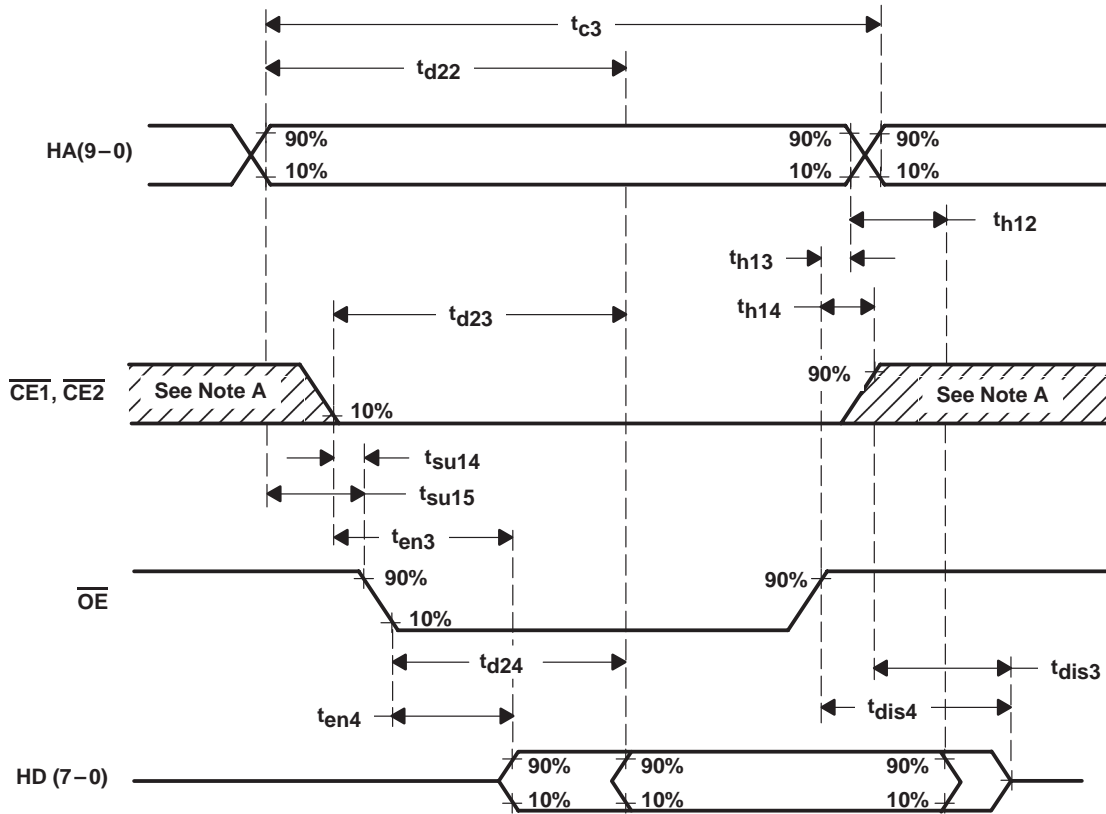 tc3
td22
HA(9–0)
90%
10%
90%
10%
90%
10%
th12
th13
th14
td23
CE1, CE2
See Note A
10%
90%
See Note A
tsu14
tsu15
ten3
OE
90%
10%
90%
td24
tdis3
ten4
tdis4
HD (7–0)
90%
10%
90%
10%
90%
10%